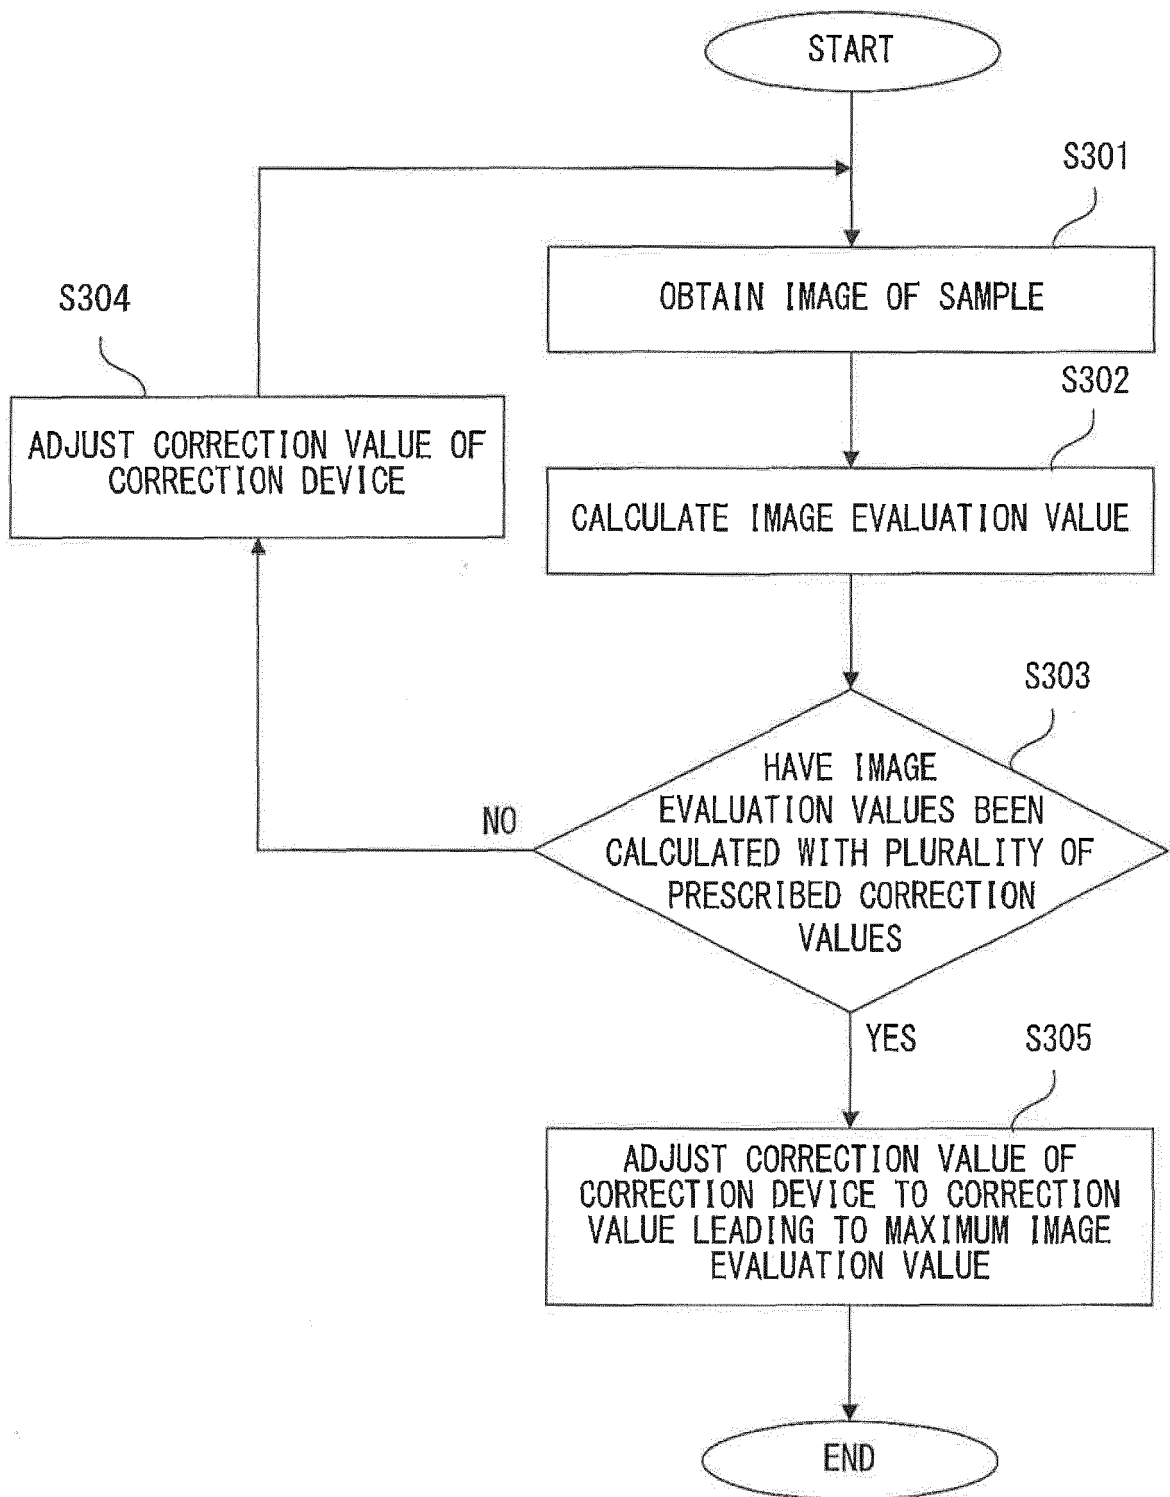 START
S301
OBTAIN IMAGE OF SAMPLE
S304
S302
ADJUST CORRECTION VALUE OF
CORRECTION DEVICE
CALCULATE IMAGE EVALUATION VALUE
S303
HAVE IMAGE
EVALUATION VALUES BEEN
CALCULATED WITH PLURALITY OF
PRESCRIBED CORRECTION
VALUES
NO
YES
S305
ADJUST CORRECTION VALUE OF
CORRECTION DEVICE TO CORRECTION
VALUE LEADING TO MAXIMUM IMAGE
EVALUATION VALUE
END